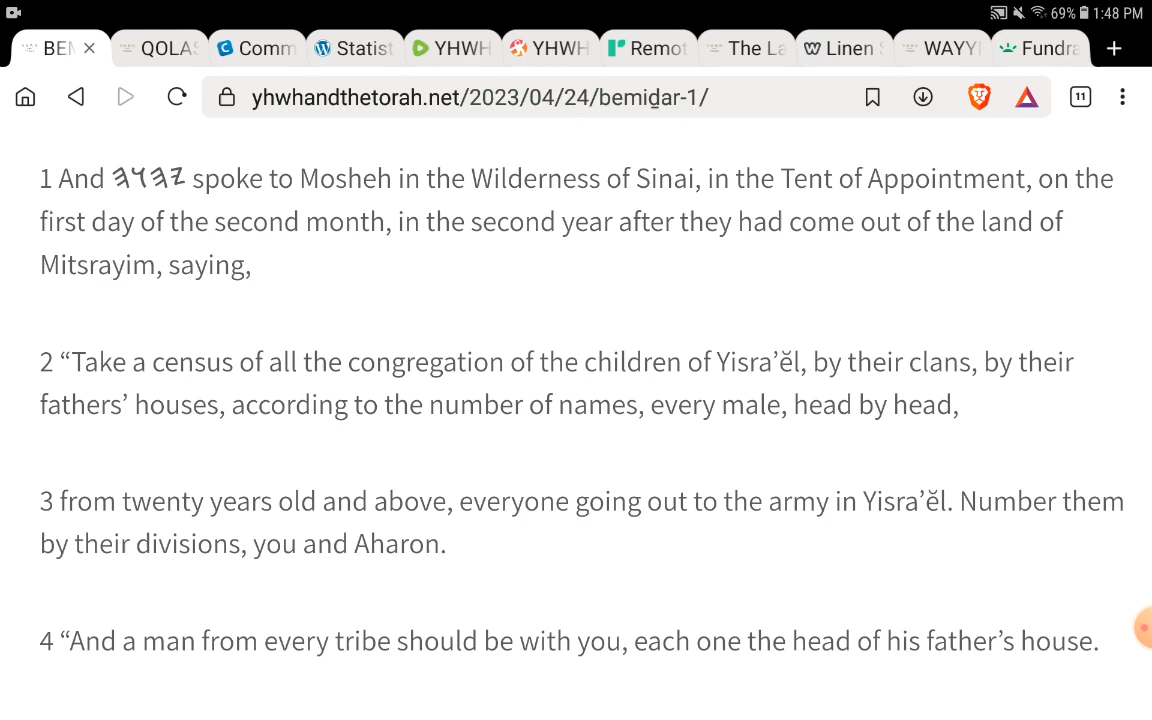 69% 1:48 PM
BEM QOLAS Comm Statist YHWH YHWH Remot The La Linen S WAYYI Fundra
yhwhandthetorah.net/2023/04/24/bemiḏar-1/ 11
1 And 𐤉𐤄𐤅𐤄 spoke to Mosheh in the Wilderness of Sinai, in the Tent of Appointment, on the
first day of the second month, in the second year after they had come out of the land of
Mitsrayim, saying,
2 “Take a census of all the congregation of the children of Yisra’ĕl, by their clans, by their
fathers’ houses, according to the number of names, every male, head by head,
3 from twenty years old and above, everyone going out to the army in Yisra’ĕl. Number them
by their divisions, you and Aharon.
4 “And a man from every tribe should be with you, each one the head of his father’s house.